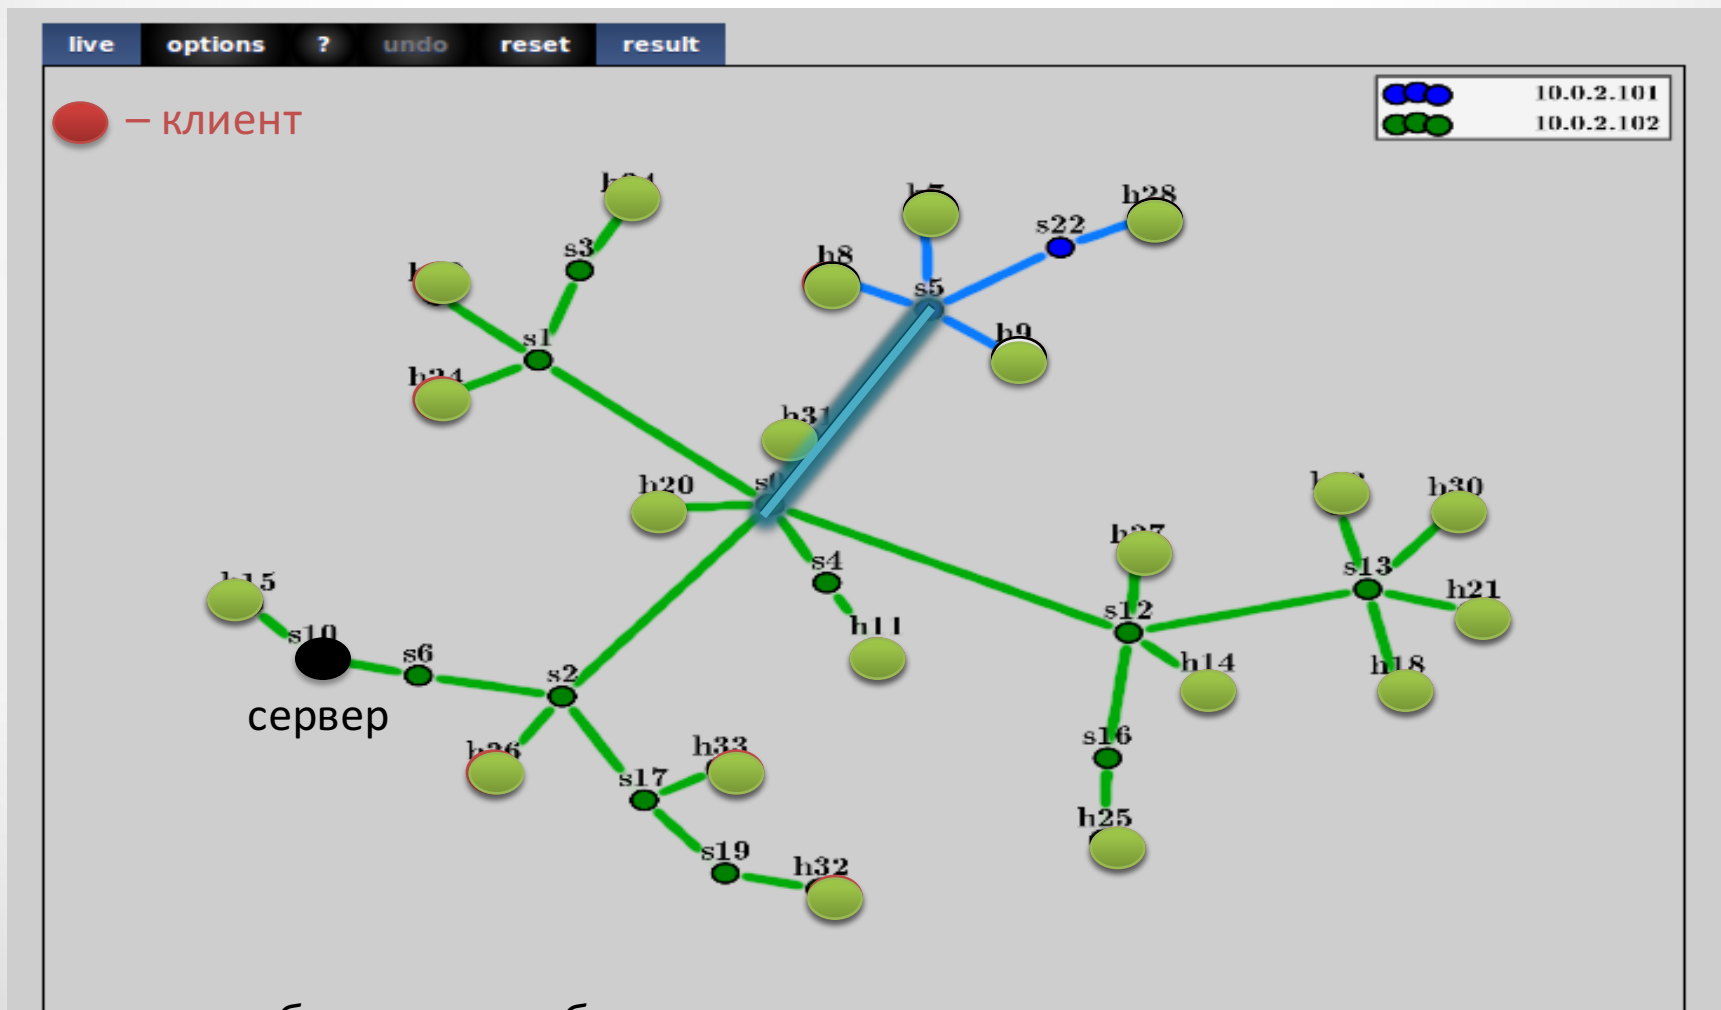 live options ? undo reset result
10.0.2.101
10.0.2.102
– клиент
h28
s22
s3
h8
s5
s1
h9
h31
h20
h30
s4
s13
h21
s12
h11
s10
s6
h14
h18
s2
сервер
s16
h33
s17
h25
s19
h32